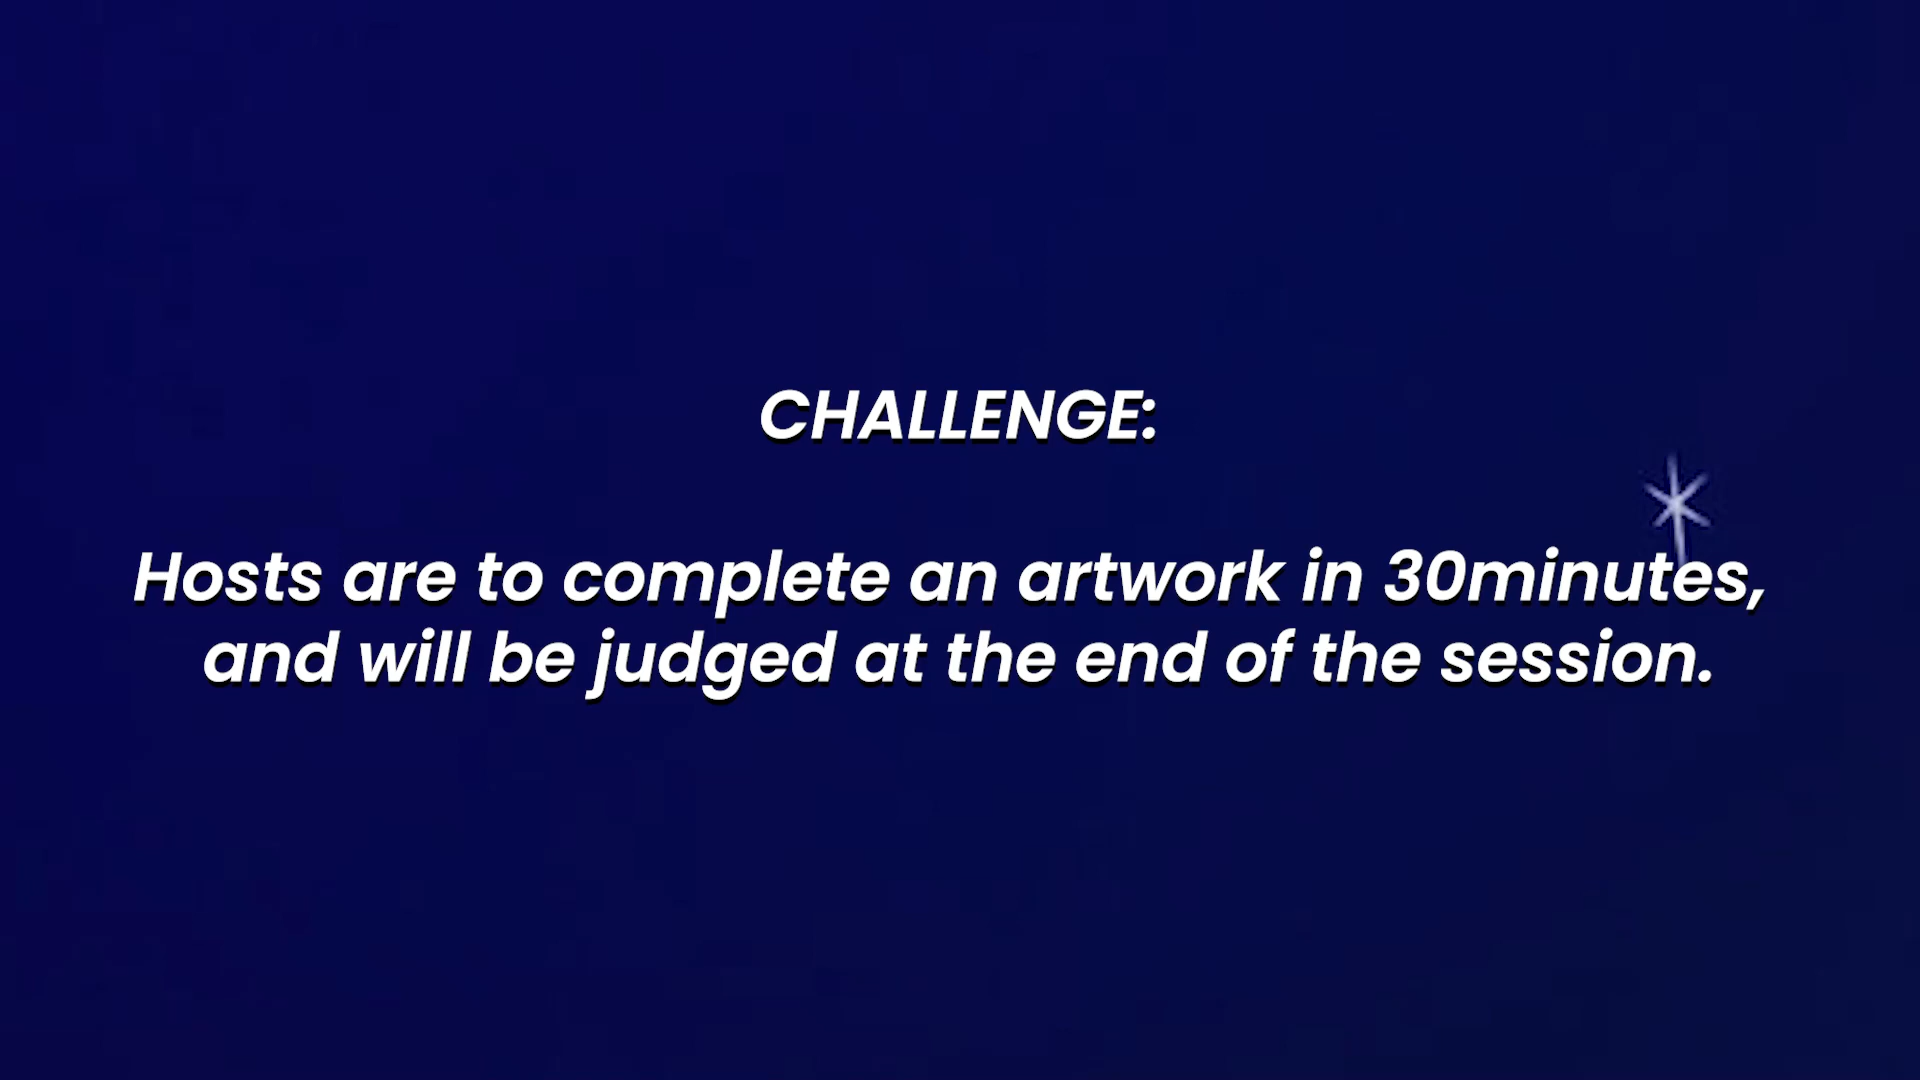 CHALLENGE:
Hosts are to complete an artwork in 30minutes,
and will be judged at the end of the session.